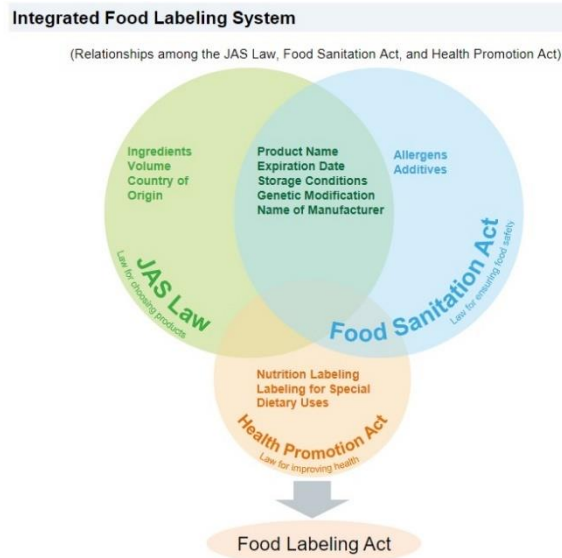 Integrated Food Labeling System
(Relationships among the JAS Law, Food Sanitation Act, and Health Promotion Act)
Ingredients
Volume
Country of
Origin
Product Name
Expiration Date
Storage Conditions
Genetic Modification
Name of Manufacturer
Allergens
Additives
JAS Law
Law for choosing products
Food Sanitation Act
Law for ensuring food safety
Nutrition Labeling
Labeling for Special
Dietary Uses
Health Promotion Act
Law for improving health
Food Labeling Act